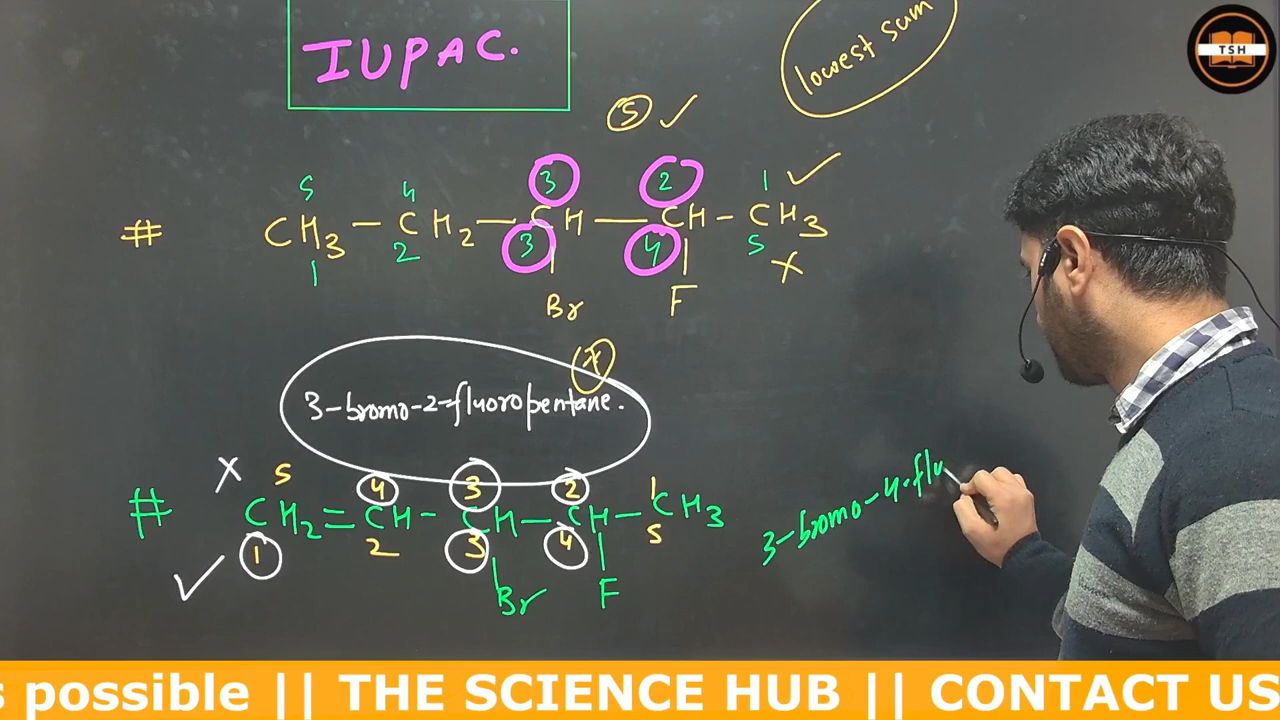 IUPAC.
lowest sum
TSH
5 ✓
5 4 3 2 1 ✓
# CH3 – CH2 – CH – CH – CH3
1 2 3 4 5 X
Br F
7
3-bromo-2-fluoropentane.
X 5 4 3 2 1
# CH2 = CH – CH – CH – CH3
✓ 1 2 3 4 5
Br F
3-bromo-4-flu
s possible || THE SCIENCE HUB || CONTACT US